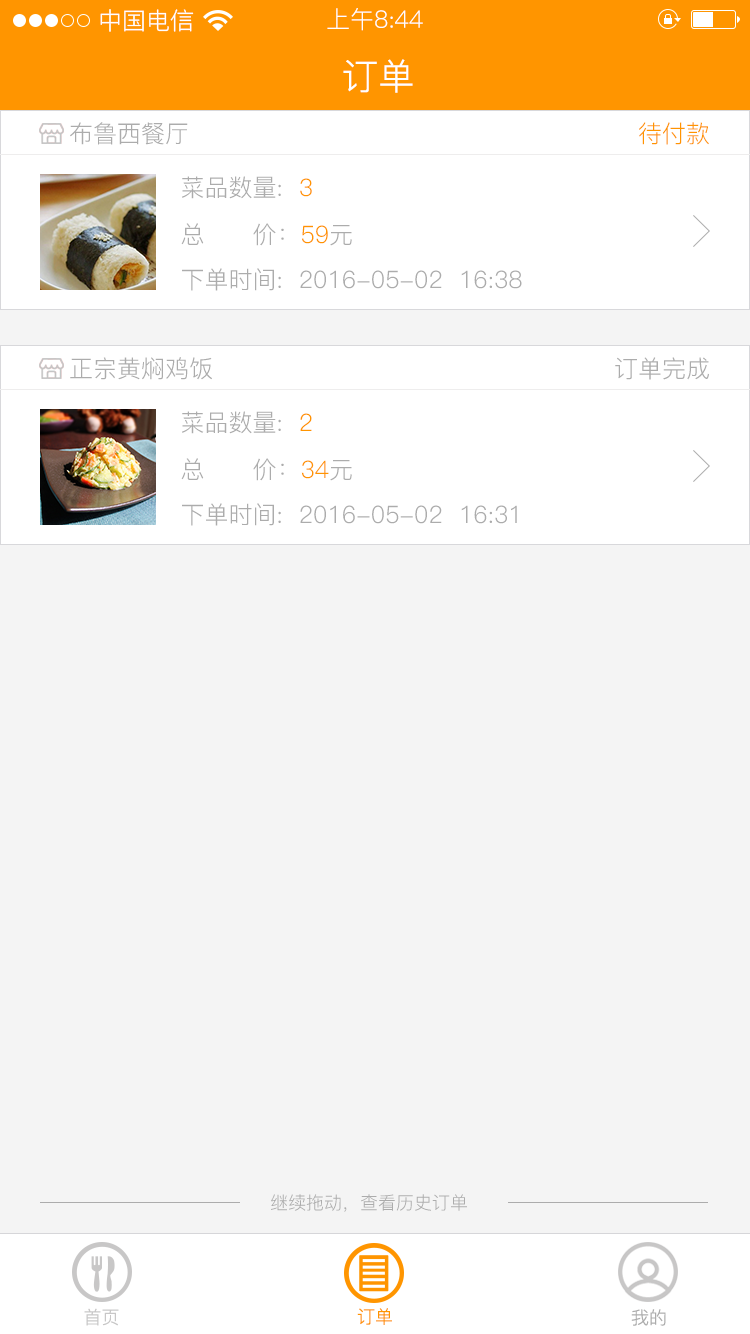 中国电信 上午8:44
订单
布鲁西餐厅 待付款
菜品数量: 3
总 价: 59元
下单时间: 2016-05-02 16:38
正宗黄焖鸡饭 订单完成
菜品数量: 2
总 价: 34元
下单时间: 2016-05-02 16:31
继续拖动, 查看历史订单
首页 订单 我的